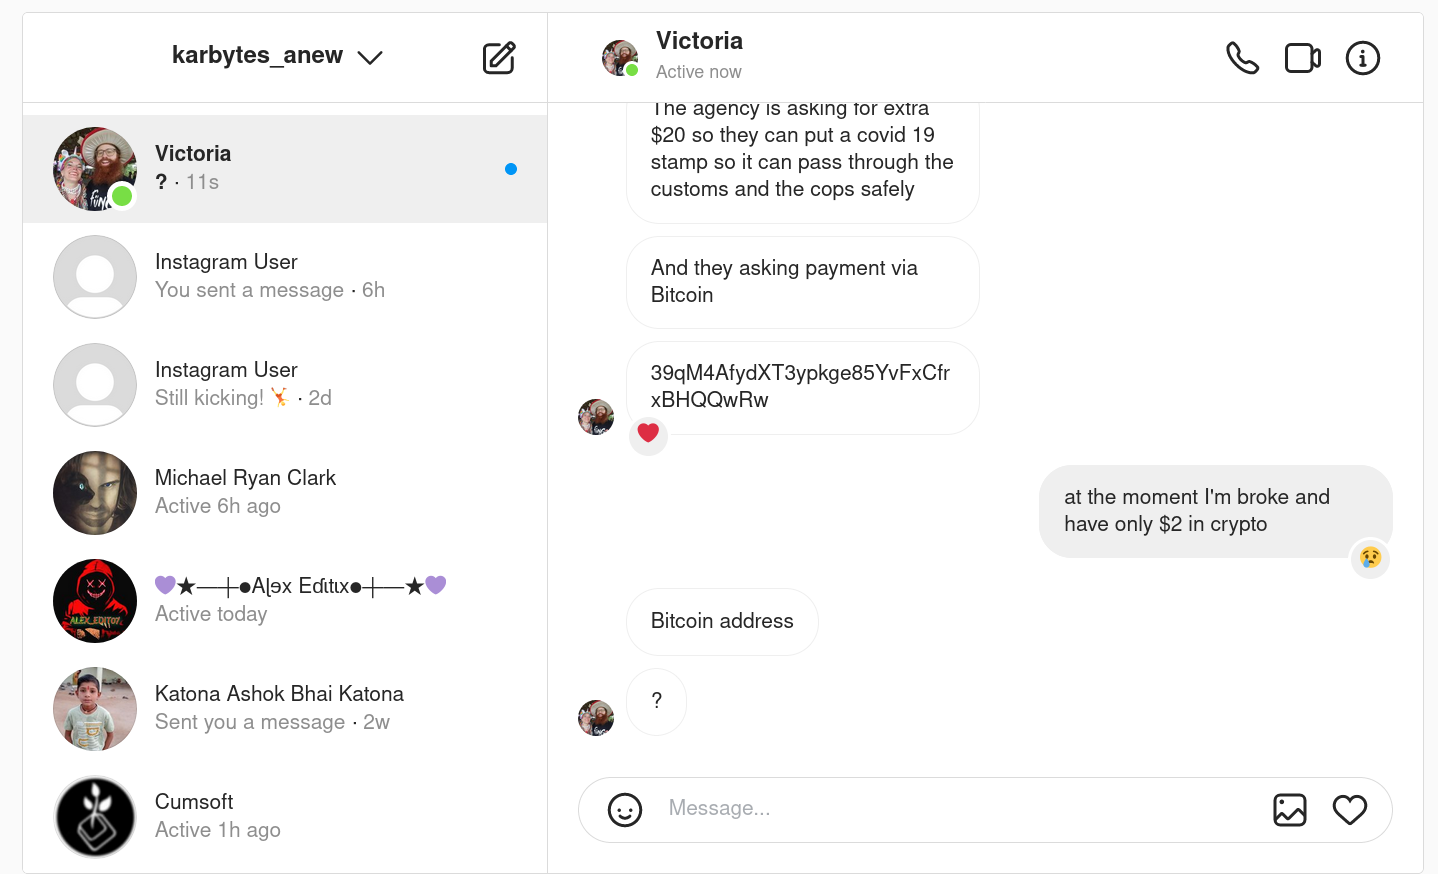 karbytes_anew
Victoria
? · 11s
Instagram User
You sent a message · 6h
Instagram User
Still kicking! 🤸 · 2d
Michael Ryan Clark
Active 6h ago
💜★—–┼●Aɭɘx Eɗɩtɩx●┼—–★💜
Active today
Katona Ashok Bhai Katona
Sent you a message · 2w
Cumsoft
Active 1h ago
Victoria
Active now
The agency is asking for extra
$20 so they can put a covid 19
stamp so it can pass through the
customs and the cops safely
And they asking payment via
Bitcoin
39qM4AfydXT3ypkge85YvFxCfr
xBHQQwRw
❤️
at the moment I'm broke and
have only $2 in crypto
😢
Bitcoin address
?
Message...